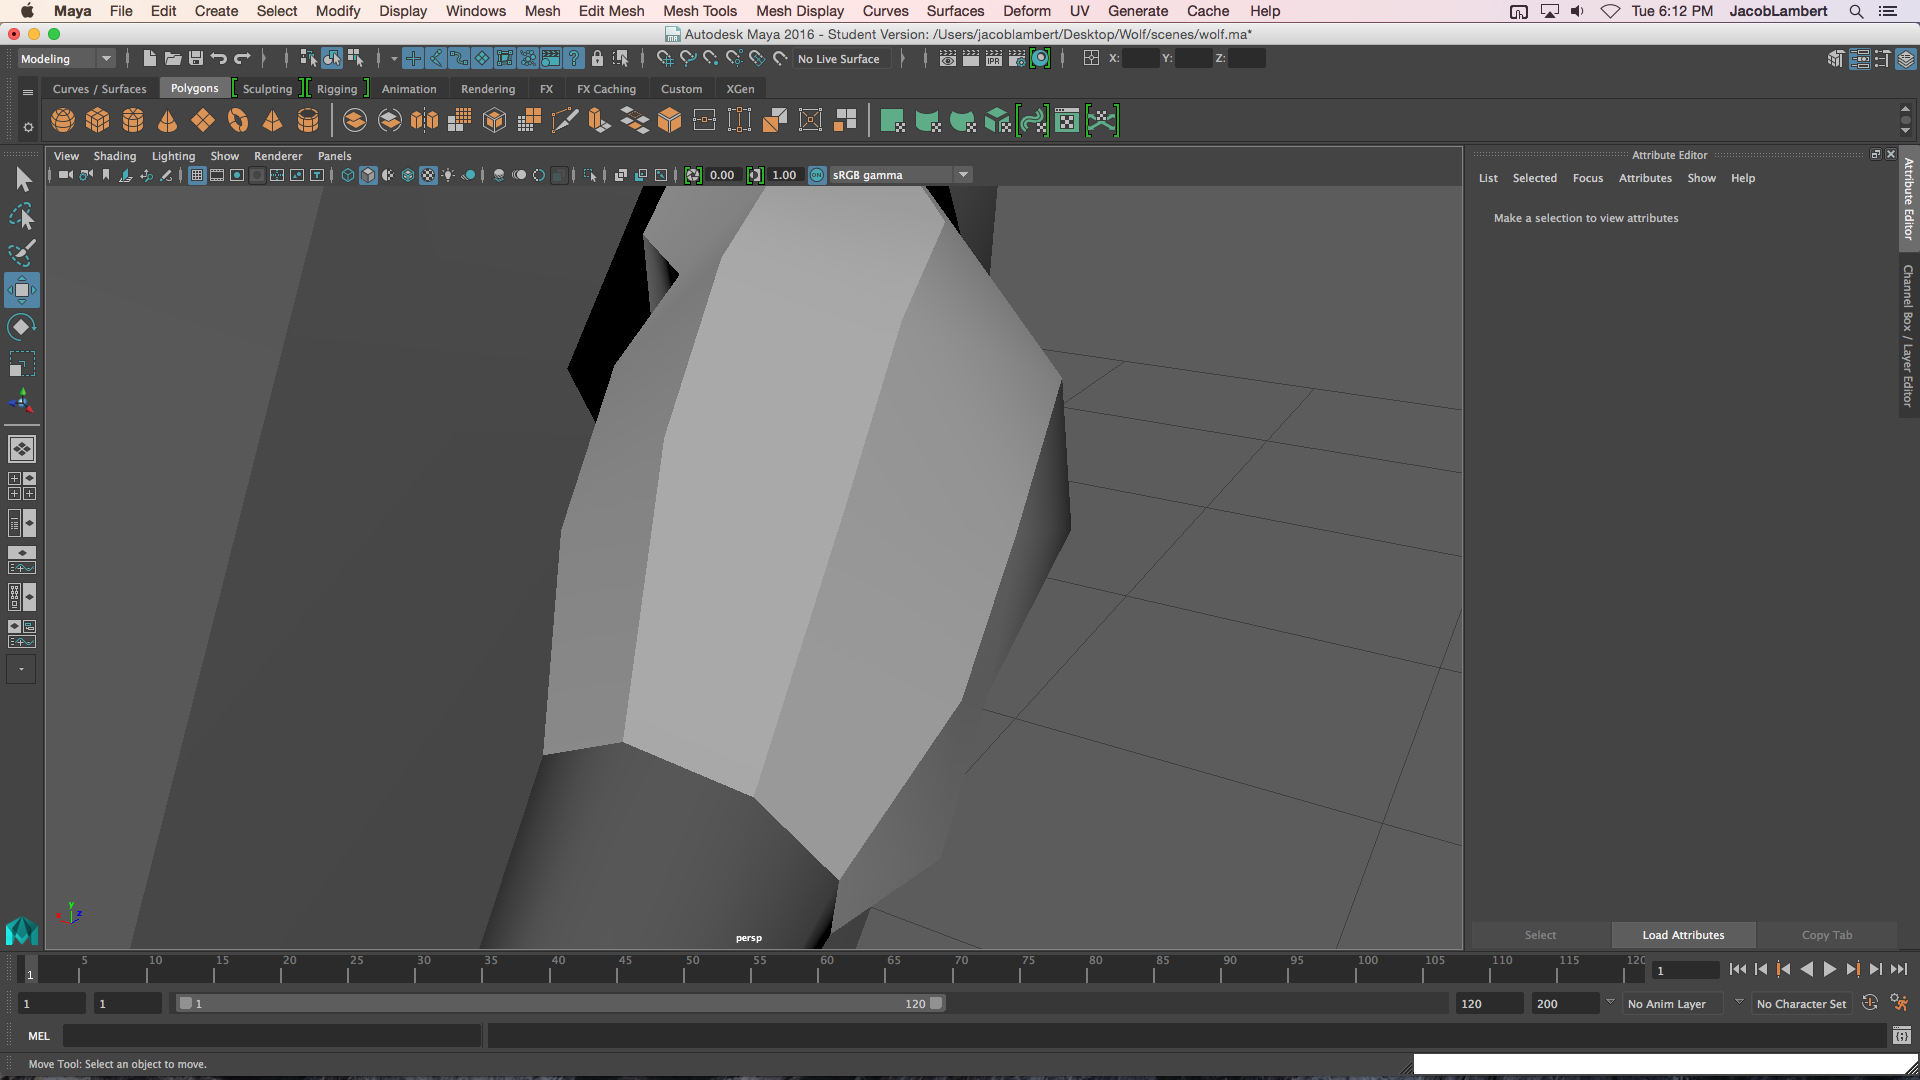 Maya File Edit Create Select Modify Display Windows Mesh Edit Mesh Mesh Tools Mesh Display Curves Surfaces Deform UV Generate Cache Help Tue 6:12 PM JacobLambert
Autodesk Maya 2016 - Student Version: /Users/jacoblambert/Desktop/Wolf/scenes/wolf.ma*
Modeling No Live Surface IPR X: Y: Z:
Curves / Surfaces Polygons Sculpting Rigging Animation Rendering FX FX Caching Custom XGen
View Shading Lighting Show Renderer Panels
0.00 1.00 ON sRGB gamma
Attribute Editor
List Selected Focus Attributes Show Help
Make a selection to view attributes
Attribute Editor
Channel Box / Layer Editor
y
x z
persp
Select Load Attributes Copy Tab
1 5 10 15 20 25 30 35 40 45 50 55 60 65 70 75 80 85 90 95 100 105 110 115 120 1
1 1 1 120 120 200 No Anim Layer No Character Set
MEL
Move Tool: Select an object to move.